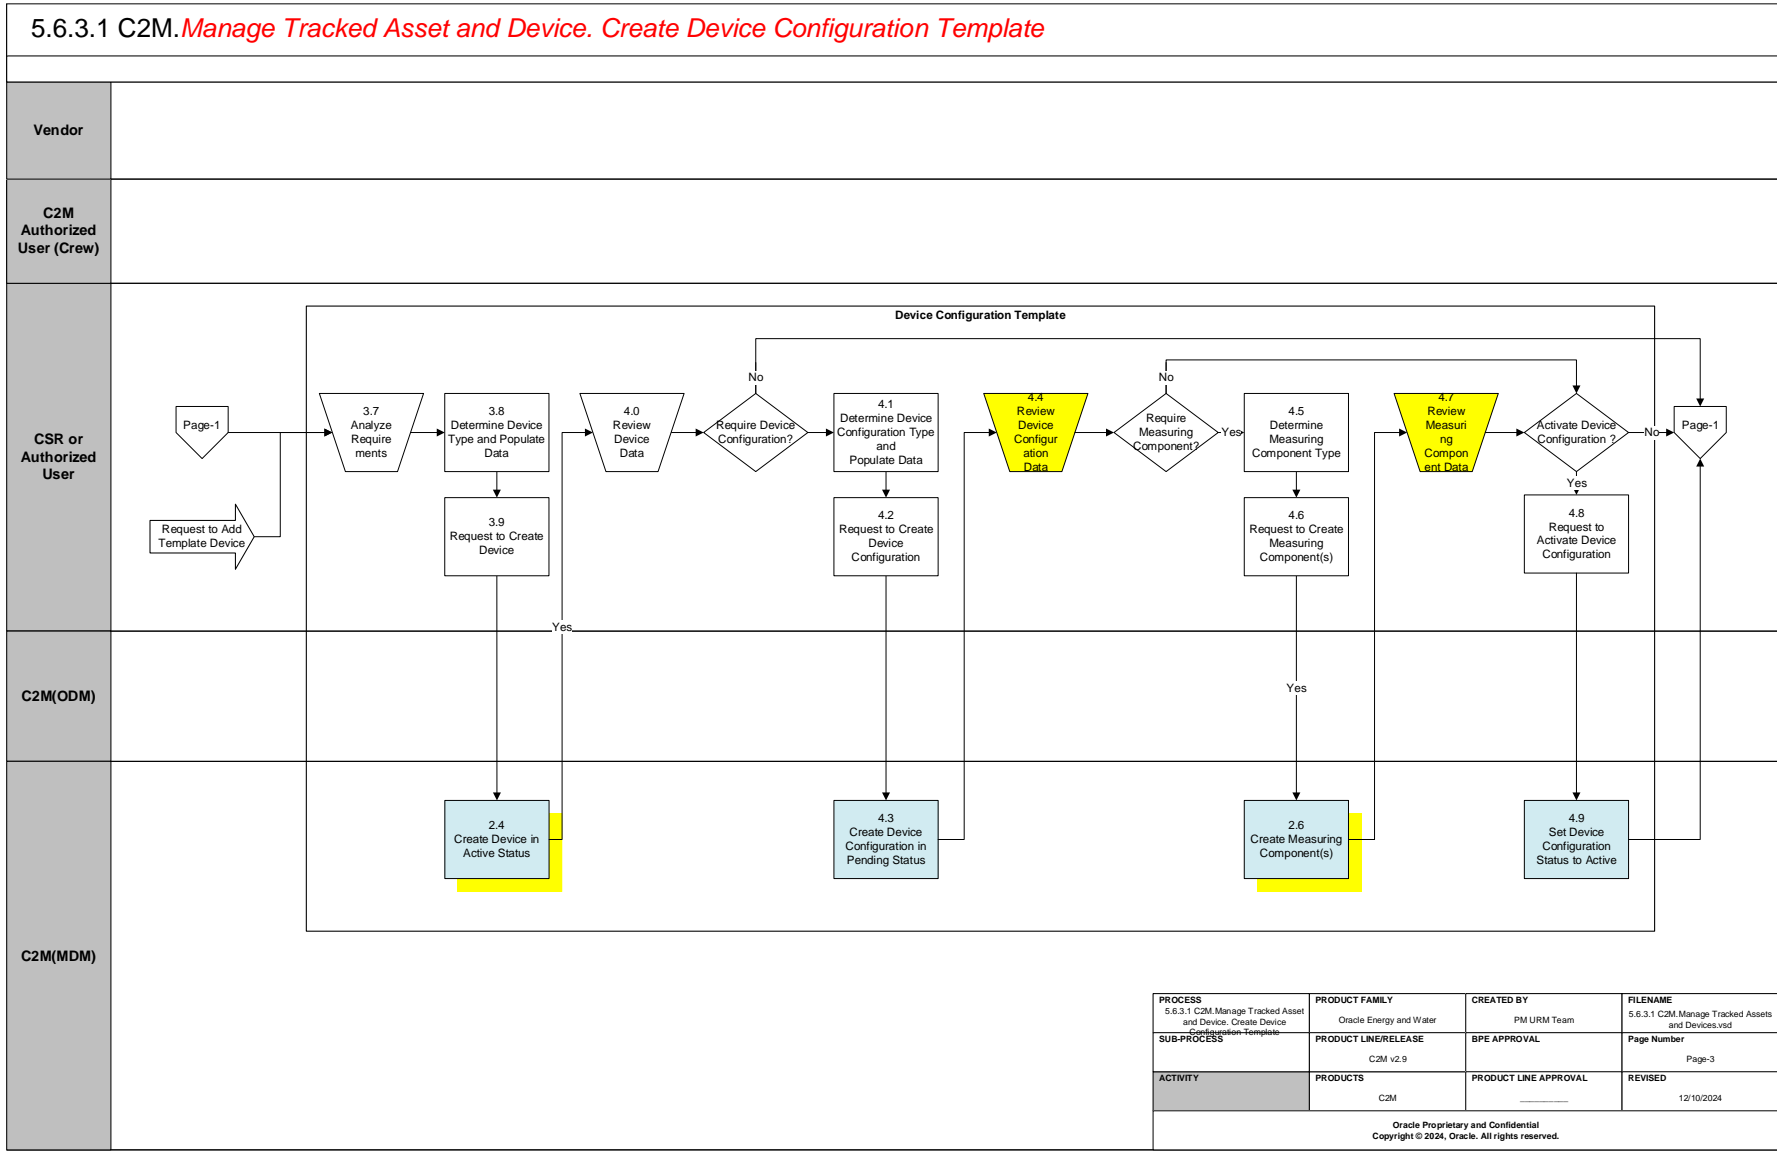 5.6.3.1 C2M.Manage Tracked Asset and Device. Create Device Configuration Template
Vendor
C2M
Authorized
User (Crew)
CSR or
Authorized
User
C2M(ODM)
C2M(MDM)
Device Configuration Template
Page-1
Request to Add
Template Device
3.7
Analyze
Require
ments
3.8
Determine Device
Type and Populate
Data
3.9
Request to Create
Device
2.4
Create Device in
Active Status
Yes
4.0
Review
Device
Data
No
Require Device
Configuration?
4.1
Determine Device
Configuration Type
and
Populate Data
4.2
Request to Create
Device
Configuration
4.3
Create Device
Configuration in
Pending Status
4.4
Review
Device
Configur
ation
Data
No
Require
Measuring
Component?
Yes
4.5
Determine
Measuring
Component Type
4.6
Request to Create
Measuring
Component(s)
Yes
2.6
Create Measuring
Component(s)
4.7
Review
Measuri
ng
Compon
ent Data
Activate Device
Configuration ?
No
Yes
4.8
Request to
Activate Device
Configuration
4.9
Set Device
Configuration
Status to Active
Page-1
PROCESS
5.6.3.1 C2M.Manage Tracked Asset
and Device. Create Device
Configuration Template
PRODUCT FAMILY
Oracle Energy and Water
CREATED BY
PM URM Team
FILENAME
5.6.3.1 C2M.Manage Tracked Assets
and Devices.vsd
SUB-PROCESS
PRODUCT LINE/RELEASE
C2M v2.9
BPE APPROVAL
Page Number
Page-3
ACTIVITY
PRODUCTS
C2M
PRODUCT LINE APPROVAL
___________
REVISED
12/10/2024
Oracle Proprietary and Confidential
Copyright © 2024, Oracle. All rights reserved.